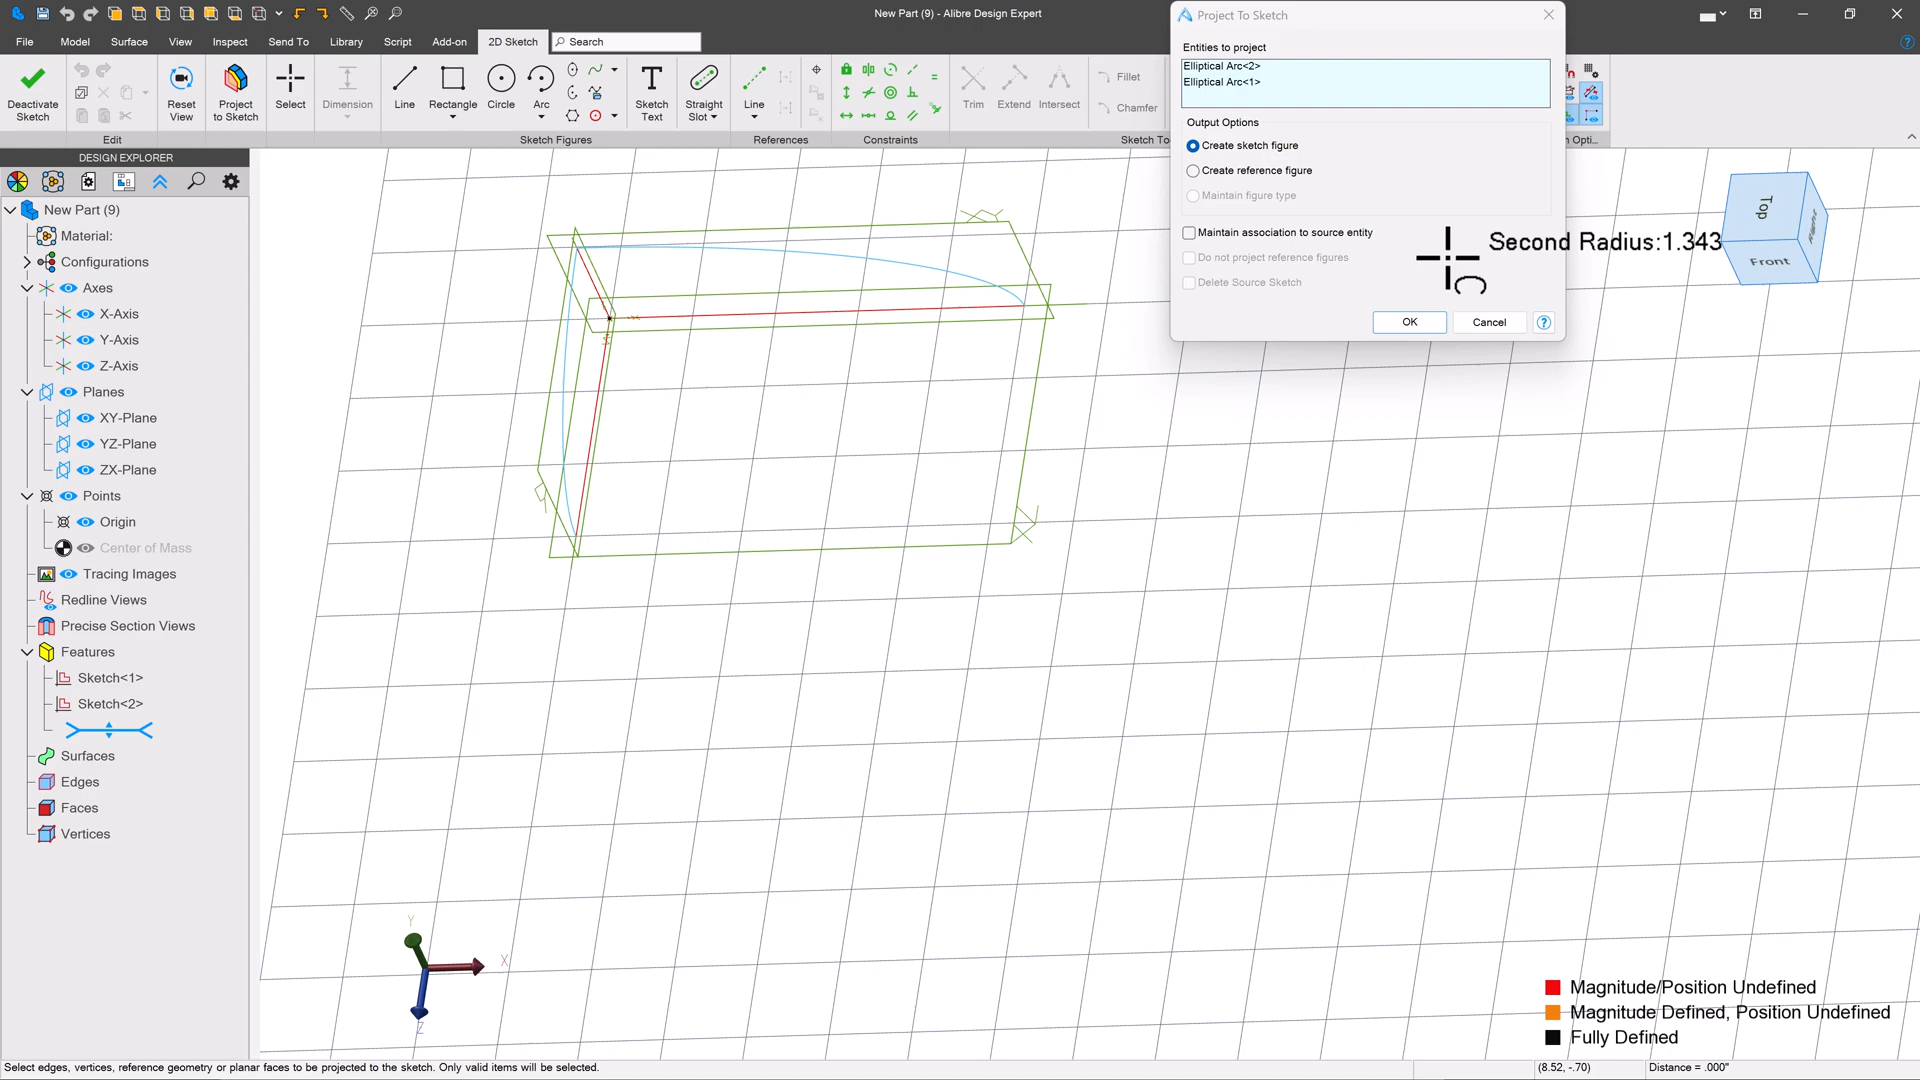 New Part (9) - Alibre Design Expert
File
Model
Surface
View
Inspect
Send To
Library
Script
Add-on
2D Sketch
Search
Deactivate
Sketch
Edit
Reset
View
Project
to Sketch
Select
Dimension
Line
Rectangle
Circle
Arc
Sketch Figures
Sketch
Text
Straight
Slot
Line
References
Constraints
Trim
Extend
Intersect
Fillet
Chamfer
Sketch To
n Opti...
Project To Sketch
Entities to project
Elliptical Arc<2>
Elliptical Arc<1>
Output Options
Create sketch figure
Create reference figure
Maintain figure type
Maintain association to source entity
Do not project reference figures
Delete Source Sketch
OK
Cancel
Second Radius:1.343
Top
Right
Front
DESIGN EXPLORER
New Part (9)
Material:
Configurations
Axes
X-Axis
Y-Axis
Z-Axis
Planes
XY-Plane
YZ-Plane
ZX-Plane
Points
Origin
Center of Mass
Tracing Images
Redline Views
Precise Section Views
Features
Sketch<1>
Sketch<2>
Surfaces
Edges
Faces
Vertices
Y
X
Z
Magnitude/Position Undefined
Magnitude Defined, Position Undefined
Fully Defined
Select edges, vertices, reference geometry or planar faces to be projected to the sketch. Only valid items will be selected.
(8.52, -.70)
Distance = .000"